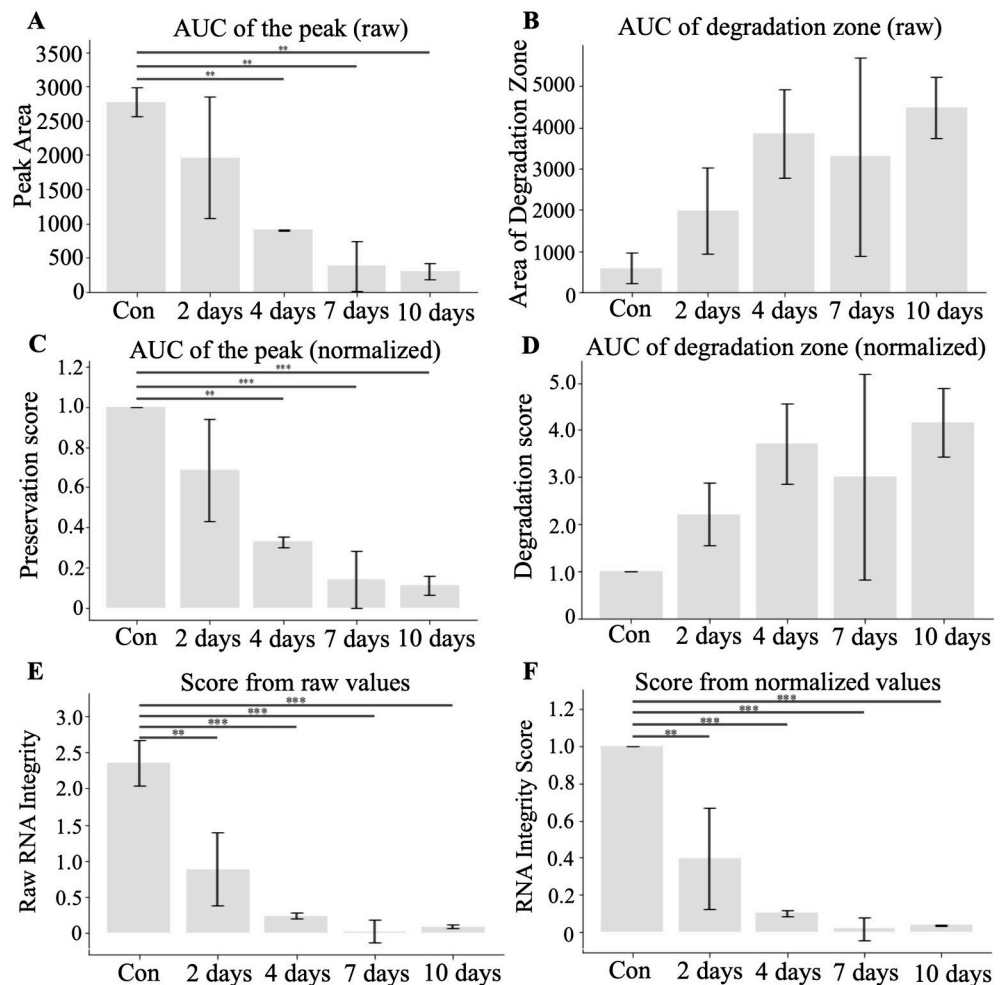 A
AUC of the peak (raw)
Peak Area
3500
3000
2500
2000
1500
1000
500
0
**
**
**
Con 2 days 4 days 7 days 10 days
B
AUC of degradation zone (raw)
Area of Degradation Zone
5000
4000
3000
2000
1000
0
Con 2 days 4 days 7 days 10 days
C
AUC of the peak (normalized)
Preservation score
1.2
1.0
0.8
0.6
0.4
0.2
0
***
***
**
Con 2 days 4 days 7 days 10 days
D
AUC of degradation zone (normalized)
Degradation score
5.0
4.0
3.0
2.0
1.0
0
Con 2 days 4 days 7 days 10 days
E
Score from raw values
Raw RNA Integrity
3.0
2.5
2.0
1.5
1.0
0.5
0
***
***
***
**
Con 2 days 4 days 7 days 10 days
F
Score from normalized values
RNA Integrity Score
1.2
1.0
0.8
0.6
0.4
0.2
0
***
***
***
**
Con 2 days 4 days 7 days 10 days